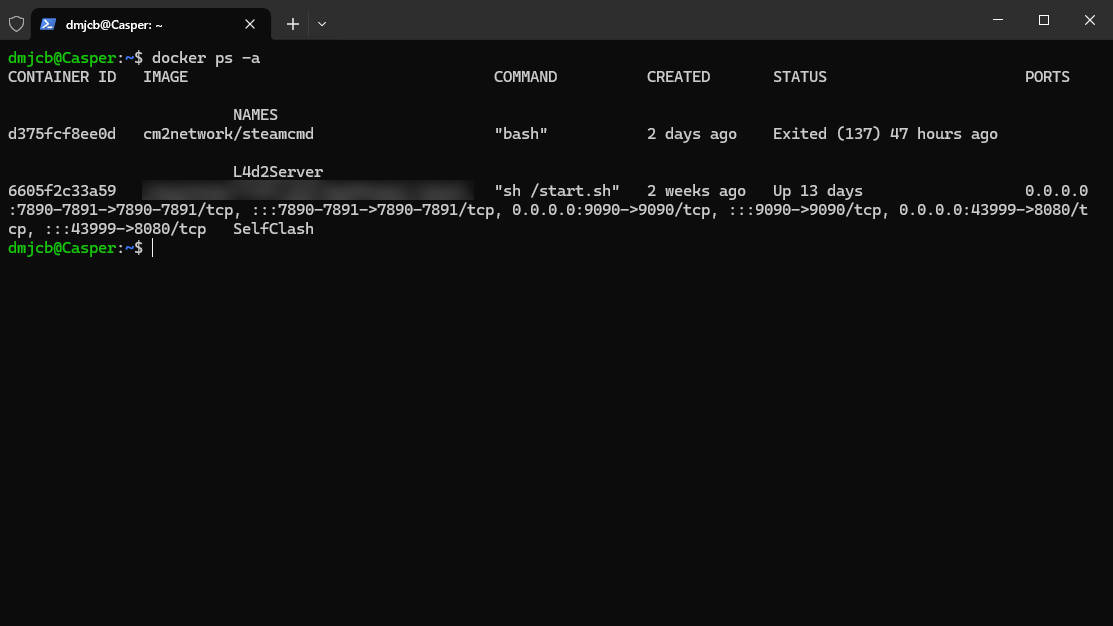 dmjcb@Casper: ~
dmjcb@Casper:~$ docker ps -a
CONTAINER ID   IMAGE                                  COMMAND          CREATED       STATUS                      PORTS
NAMES
d375fcf8ee0d   cm2network/steamcmd                    "bash"           2 days ago    Exited (137) 47 hours ago
L4d2Server
6605f2c33a59                                          "sh /start.sh"   2 weeks ago   Up 13 days                  0.0.0.0
:7890-7891->7890-7891/tcp, :::7890-7891->7890-7891/tcp, 0.0.0.0:9090->9090/tcp, :::9090->9090/tcp, 0.0.0.0:43999->8080/t
cp, :::43999->8080/tcp   SelfClash
dmjcb@Casper:~$